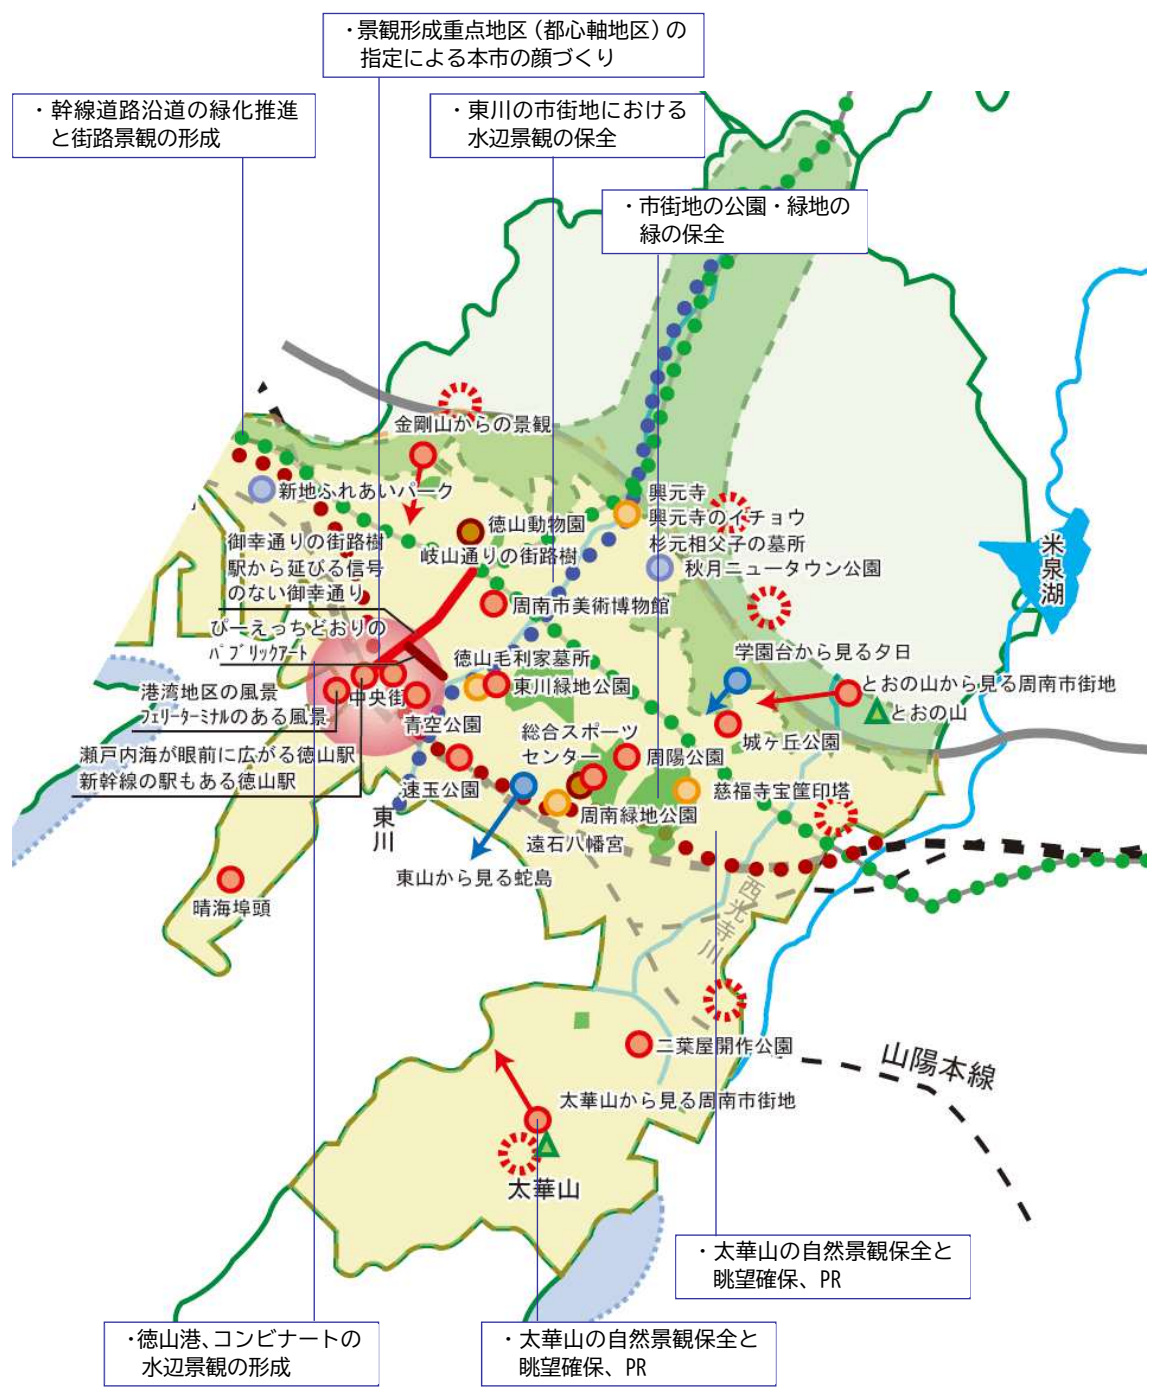 ・景観形成重点地区（都心軸地区）の
指定による本市の顔づくり
・幹線道路沿道の緑化推進
と街路景観の形成
・東川の市街地における
水辺景観の保全
・市街地の公園・緑地の
緑の保全
金剛山からの景観
新地ふれあいパーク
徳山動物園
興元寺
興元寺のイチョウ
杉元相父子の墓所
秋月ニュータウン公園
御幸通りの街路樹
駅から延びる信号
のない御幸通り
岐山通りの街路樹
周南市美術博物館
米泉湖
ぴーえっちどおりの
パブリックアート
徳山毛利家墓所
東川緑地公園
学園台から見る夕日
とおの山から見る周南市街地
とおの山
港湾地区の風景
フェリーターミナルのある風景
中央街
青空公園
総合スポーツ
センター
周陽公園
城ヶ丘公園
瀬戸内海が眼前に広がる徳山駅
新幹線の駅もある徳山駅
速玉公園
慈福寺宝篋印塔
東川
周南緑地公園
遠石八幡宮
東山から見る蛇島
晴海埠頭
西光寺川
二葉屋開作公園
山陽本線
太華山から見る周南市街地
太華山
・太華山の自然景観保全と
眺望確保、PR
・徳山港、コンビナートの
水辺景観の形成
・太華山の自然景観保全と
眺望確保、PR